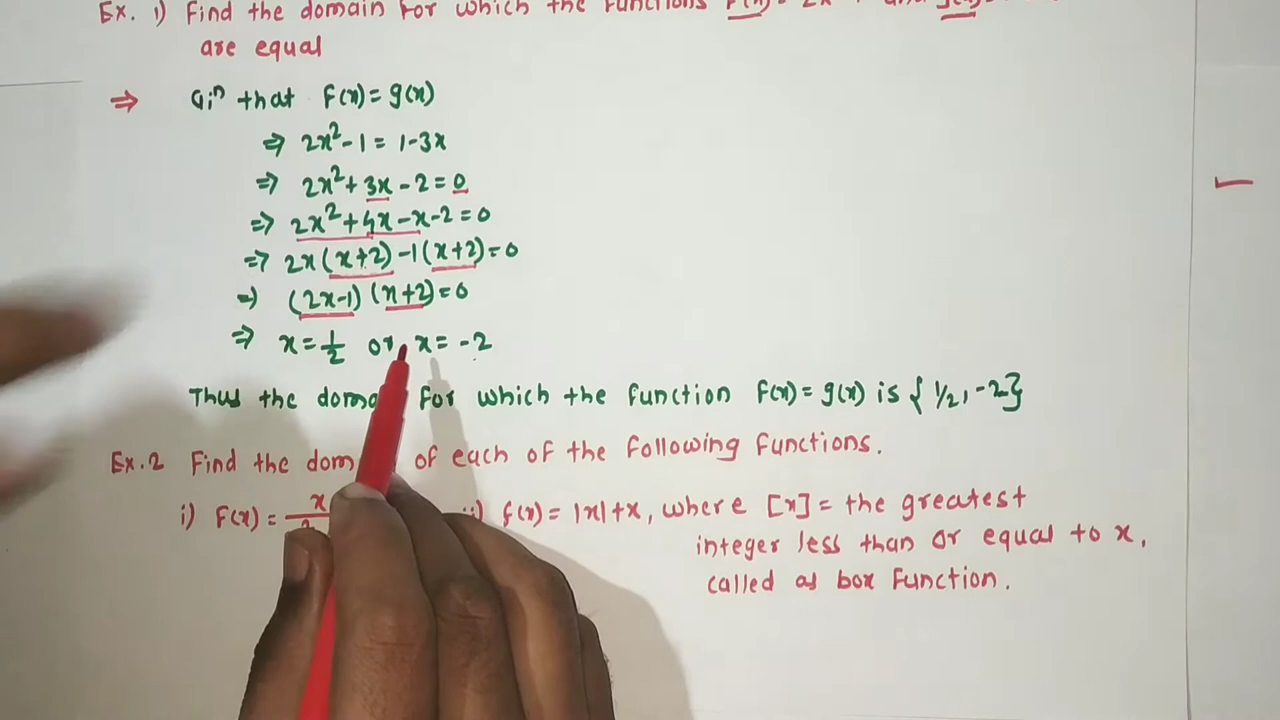 Ex. 1) Find the domain for which the functions F(x) = 2x
are equal
⇒ Giⁿ that F(x) = g(x)
⇒ 2x² - 1 = 1 - 3x
⇒ 2x² + 3x - 2 = 0
⇒ 2x² + 4x - x - 2 = 0
⇒ 2x (x+2) - 1 (x+2) = 0
⇒ (2x-1) (x+2) = 0
⇒ x = 1/2 or x = -2
Thus the for which the function F(x) = g(x) is {1/2, -2}
Ex. 2 Find the of each of the following functions.
i) F(x) = x f(x) = |x| + x, where [x] = the greatest
integer less than or equal to x,
called as box function.